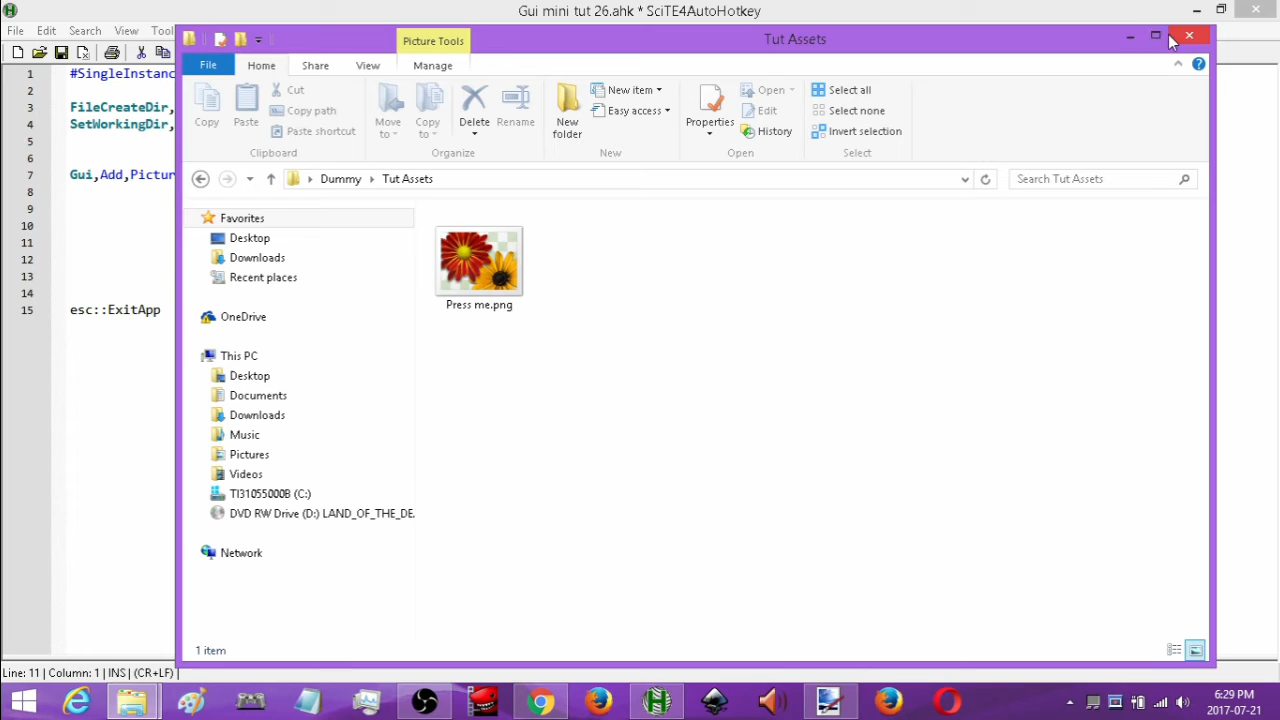 Gui mini tut 26.ahk * SciTE4AutoHotkey
File Edit Search View Tool
Picture Tools
Tut Assets
File Home Share View Manage
Copy
Paste
Cut
Copy path
Paste shortcut
Clipboard
Move to
Copy to
Delete
Rename
Organize
New folder
New item
Easy access
New
Properties
Open
Edit
History
Open
Select all
Select none
Invert selection
Select
Dummy Tut Assets
Search Tut Assets
Favorites
Desktop
Downloads
Recent places
OneDrive
This PC
Desktop
Documents
Downloads
Music
Pictures
Videos
TI31055000B (C:)
DVD RW Drive (D:) LAND_OF_THE_DE.
Network
Press me.png
1 item
1 #SingleInstanc
2
3 FileCreateDir,
4 SetWorkingDir,
5
6
7 Gui,Add,Pictur
8
9
10
11
12
13
14
15 esc::ExitApp
Line: 11 | Column: 1 | INS | (CR+LF) |
6:29 PM
2017-07-21